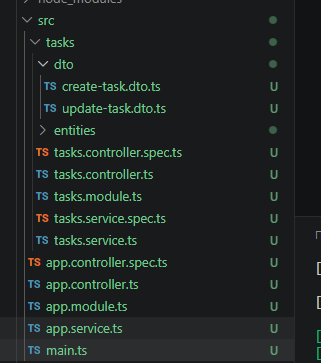 node_modules
src
tasks
dto
TS create-task.dto.ts U
TS update-task.dto.ts U
entities
TS tasks.controller.spec.ts U
TS tasks.controller.ts U
TS tasks.module.ts U
TS tasks.service.spec.ts U
TS tasks.service.ts U
TS app.controller.spec.ts U
TS app.controller.ts U
TS app.module.ts U
TS app.service.ts U
TS main.ts U